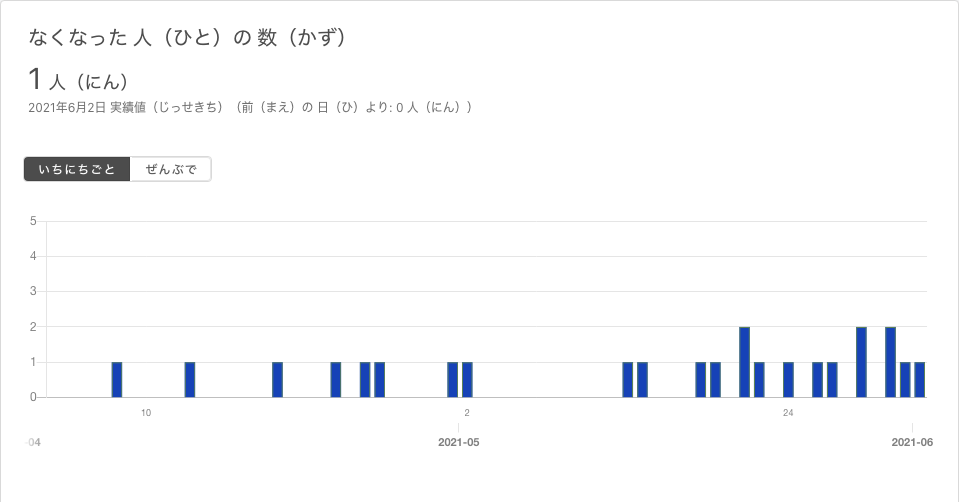 なくなった 人（ひと）の 数（かず）
1 人（にん）
2021年6月2日 実績値（じっせきち）（前（まえ）の 日（ひ）より: 0 人（にん））
いちにちごと ぜんぶで
5
4
3
2
1
0
10 2 24
-04 2021-05 2021-06